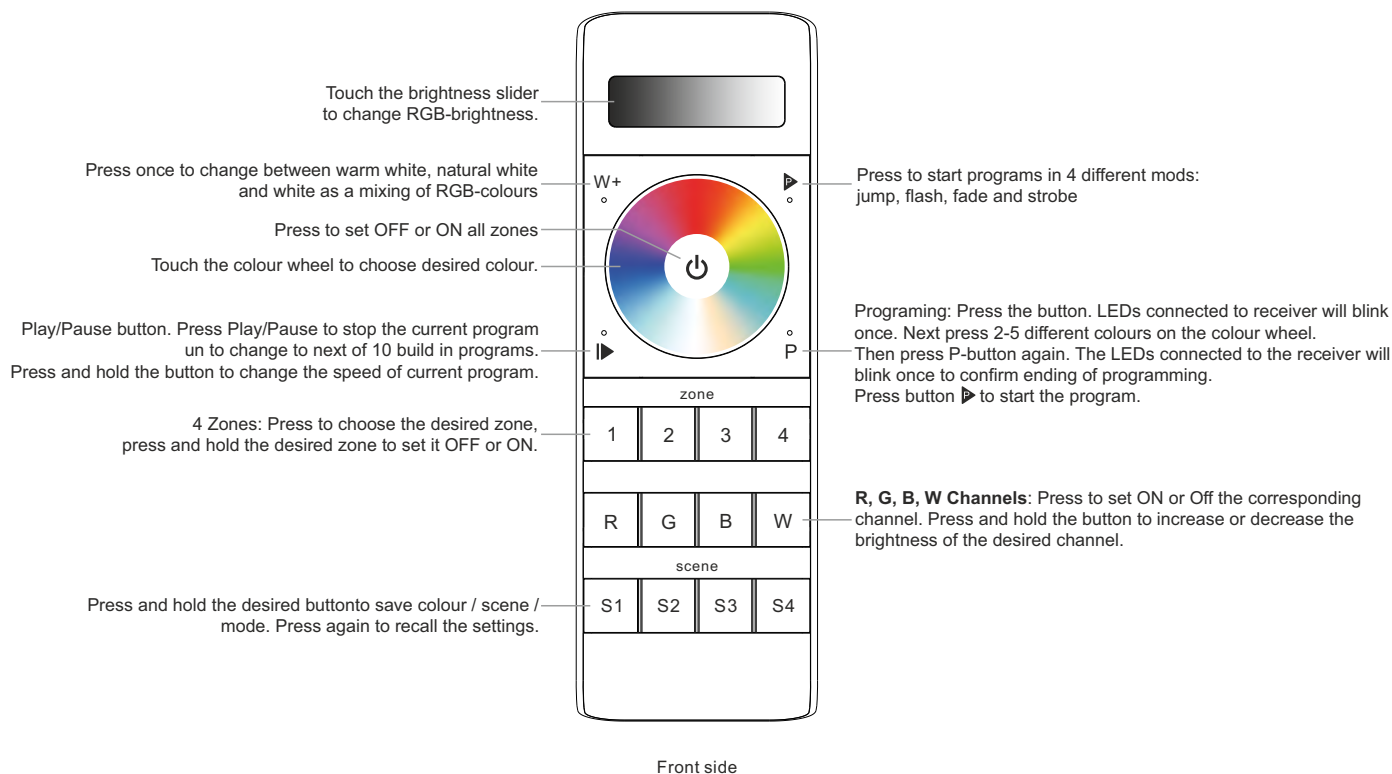 Touch the brightness slider
to change RGB-brightness.
Press once to change between warm white, natural white
and white as a mixing of RGB-colours
Press to set OFF or ON all zones
Touch the colour wheel to choose desired colour.
Play/Pause button. Press Play/Pause to stop the current program
un to change to next of 10 build in programs.
Press and hold the button to change the speed of current program.
4 Zones: Press to choose the desired zone,
press and hold the desired zone to set it OFF or ON.
Press and hold the desired buttonto save colour / scene /
mode. Press again to recall the settings.
W+
P
P
zone
1 2 3 4
R G B W
scene
S1 S2 S3 S4
Press to start programs in 4 different mods:
jump, flash, fade and strobe
Programing: Press the button. LEDs connected to receiver will blink
once. Next press 2-5 different colours on the colour wheel.
Then press P-button again. The LEDs connected to the receiver will
blink once to confirm ending of programming.
Press button P to start the program.
R, G, B, W Channels: Press to set ON or Off the corresponding
channel. Press and hold the button to increase or decrease the
brightness of the desired channel.
Front side